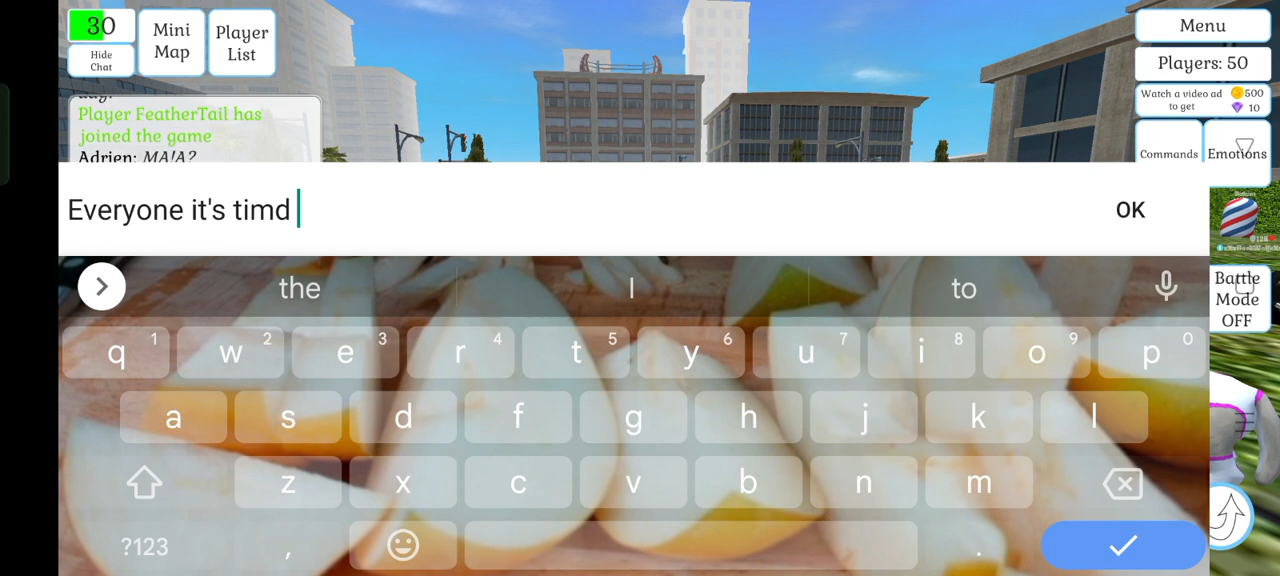 30
Hide
Chat
Mini
Map
Player
List
Player FeatherTail has
joined the game
Adrien: MA!A?
Menu
Players: 50
Watch a video ad
to get
500
10
Commands
Emotions
Everyone it's timd
OK
the
I
to
Battle
Mode
OFF
q 1 w 2 e 3 r 4 t 5 y 6 u 7 i 8 o 9 p 0
a s d f g h j k l
z x c v b n m
?123 , .